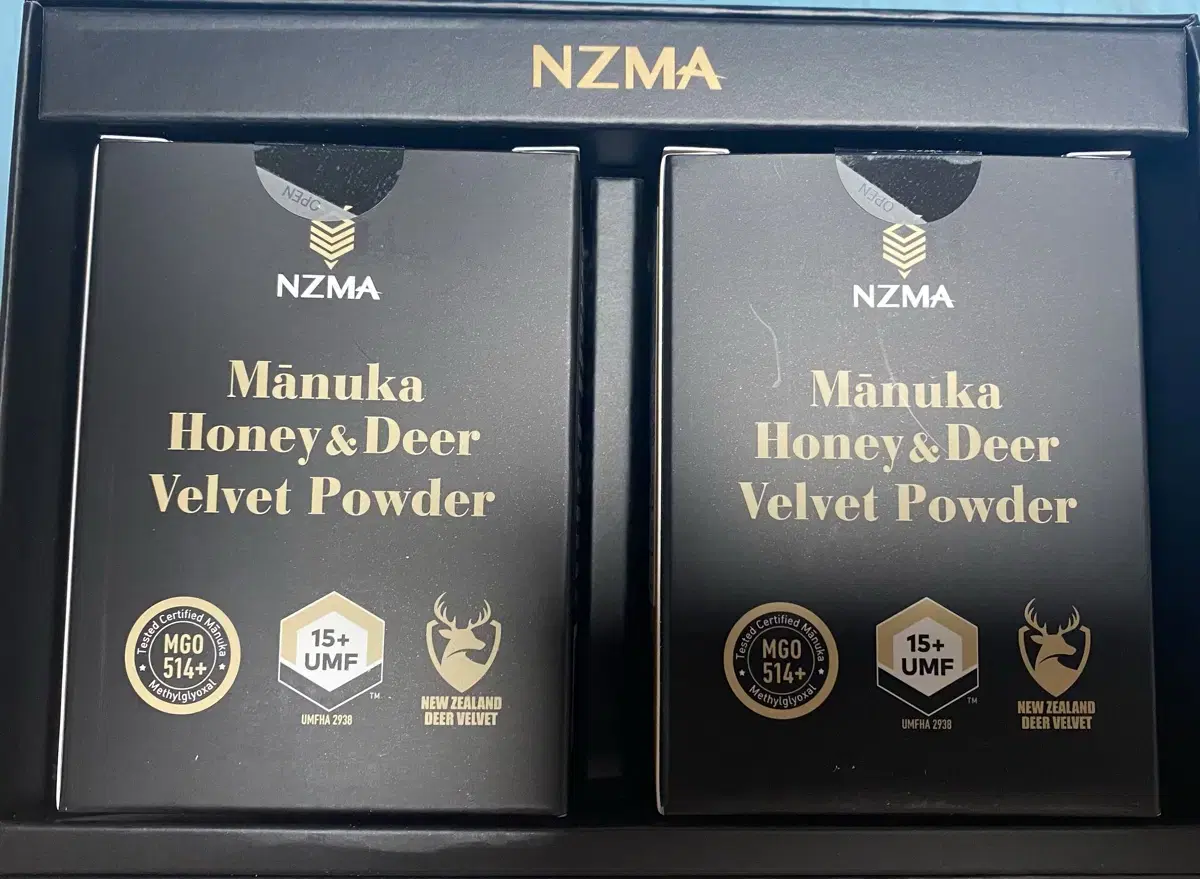 NZMA
OPEN
NZMA
Mānuka
Honey & Deer
Velvet Powder
Tested Certified Mānuka
MGO
514+
Methylglyoxal
15+
UMF
TM
UMFHA 2938
NEW ZEALAND
DEER VELVET
OPEN
NZMA
Mānuka
Honey & Deer
Velvet Powder
Tested Certified Mānuka
MGO
514+
Methylglyoxal
15+
UMF
TM
UMFHA 2938
NEW ZEALAND
DEER VELVET